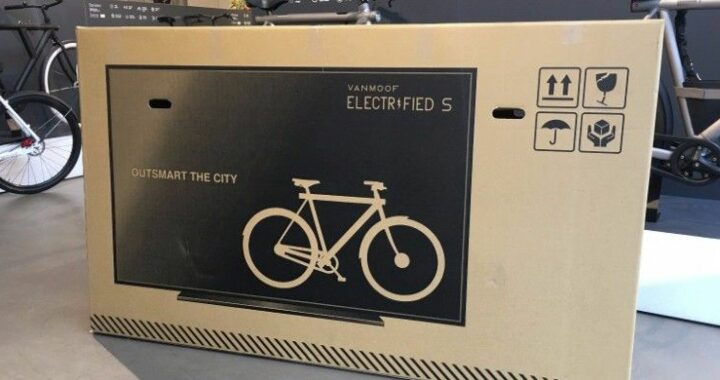 VANMOOF
ELECTRIFIED S
OUTSMART THE CITY